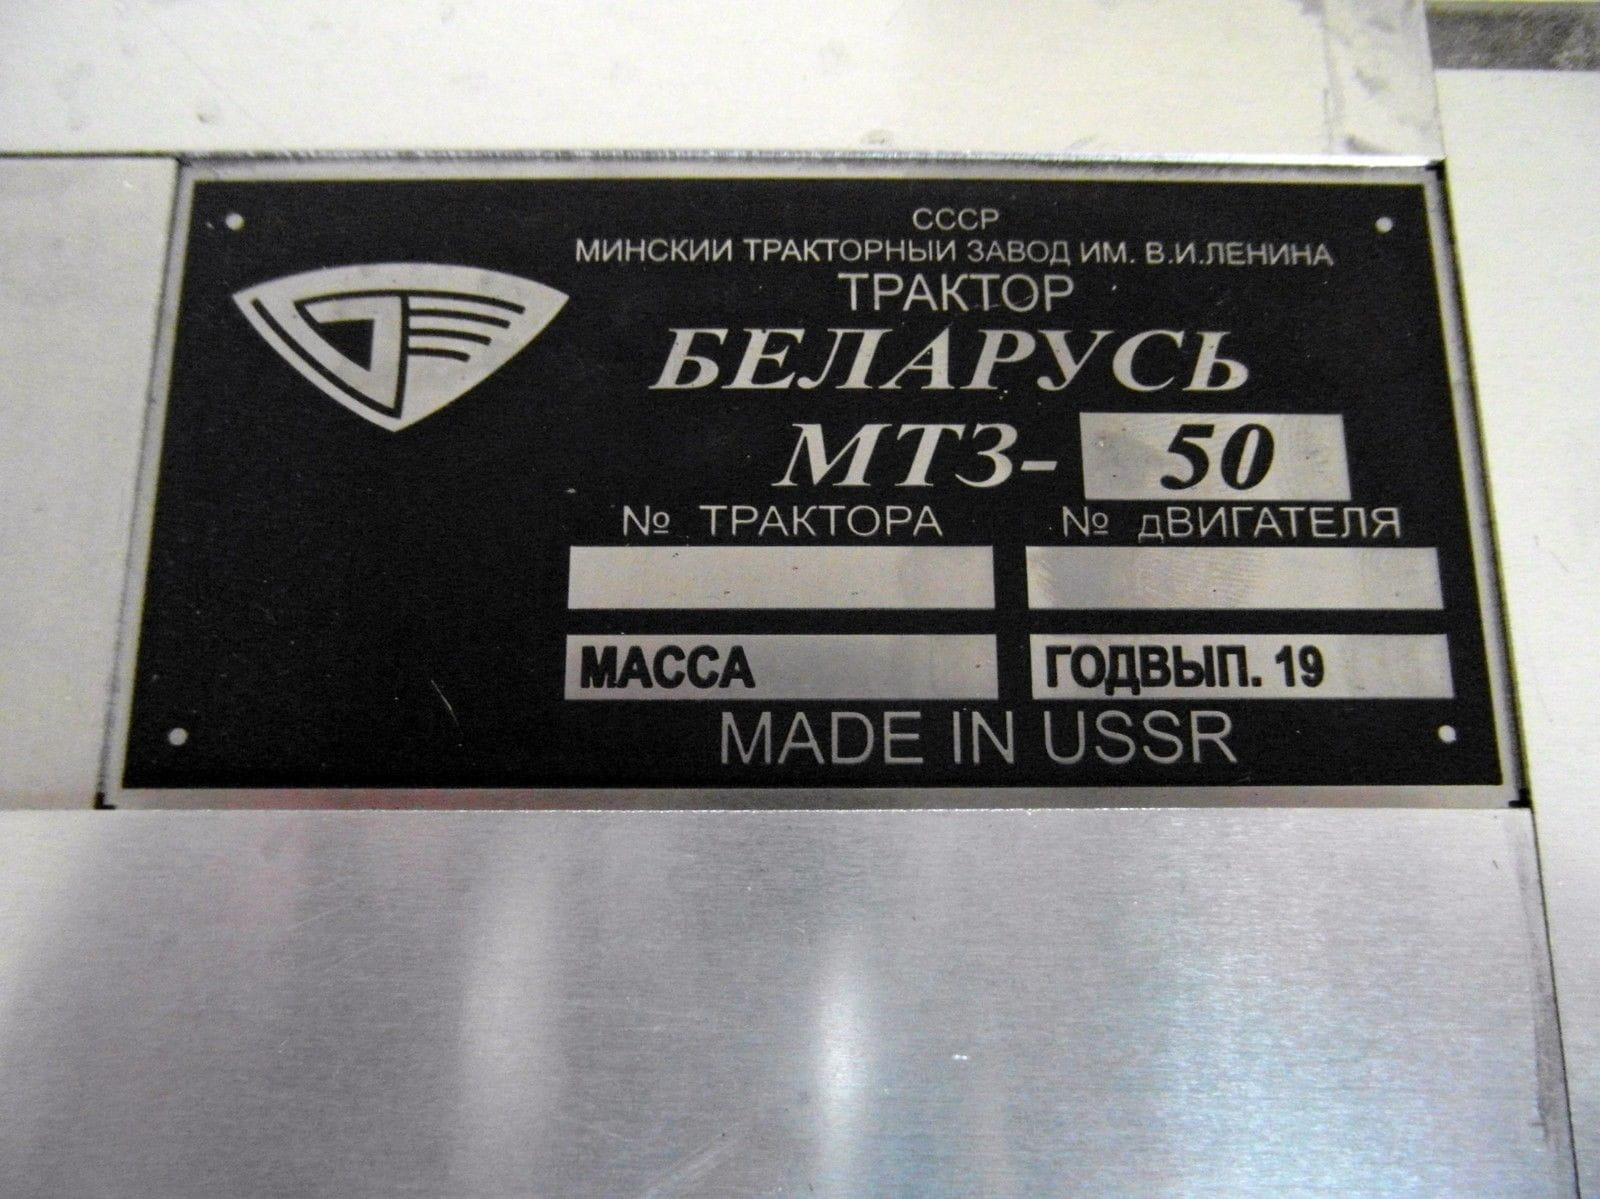 СССР
МИНСКИИ ТРАКТОРНЫЙ ЗАВОД ИМ. В.И.ЛЕНИНА
ТРАКТОР
БЕЛАРУСЬ
МТЗ- 50
№ ТРАКТОРА № дВИГАТЕЛЯ
МАССА ГОДВЫП. 19
MADE IN USSR